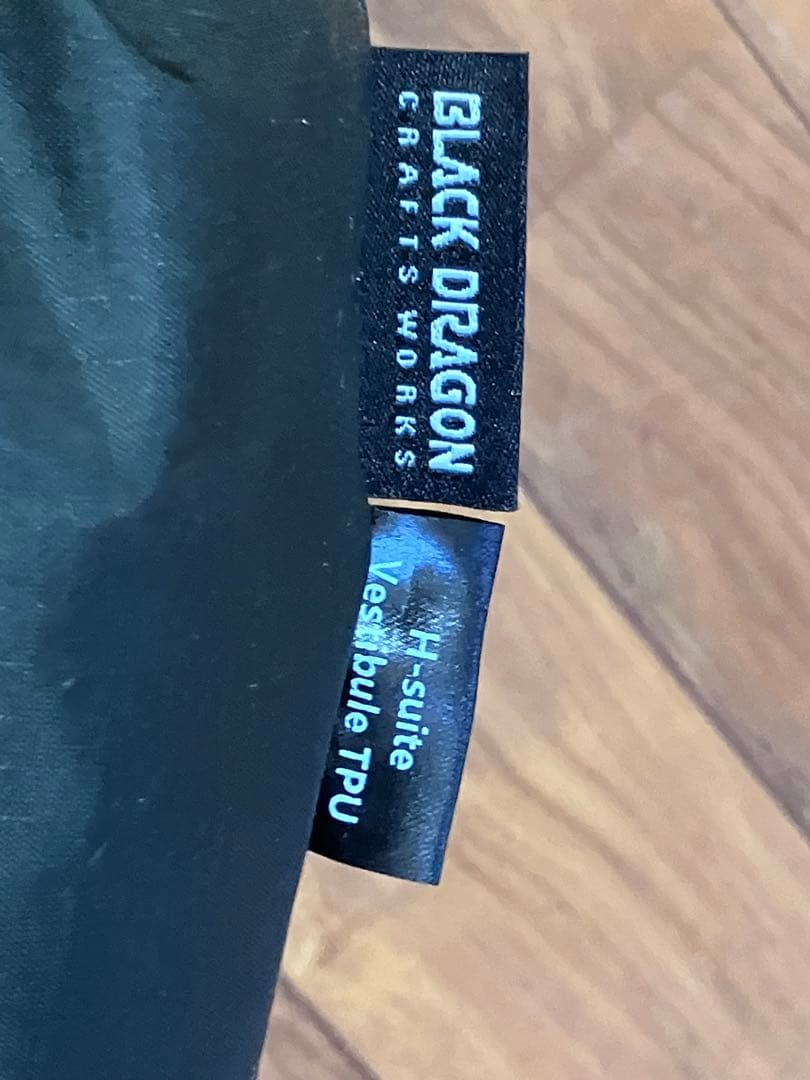 BLACK DRAGON
CRAFTS WORKS
H-suite
Vestibule TPU